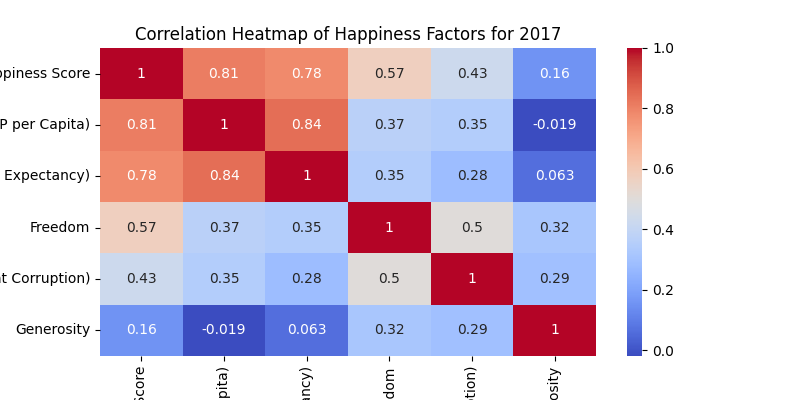 Correlation Heatmap of Happiness Factors for 2017
ppiness Score 1 0.81 0.78 0.57 0.43 0.16
P per Capita) 0.81 1 0.84 0.37 0.35 -0.019
Expectancy) 0.78 0.84 1 0.35 0.28 0.063
Freedom 0.57 0.37 0.35 1 0.5 0.32
t Corruption) 0.43 0.35 0.28 0.5 1 0.29
Generosity 0.16 -0.019 0.063 0.32 0.29 1
Score
pita)
ancy)
dom
tion)
osity
1.0
0.8
0.6
0.4
0.2
0.0